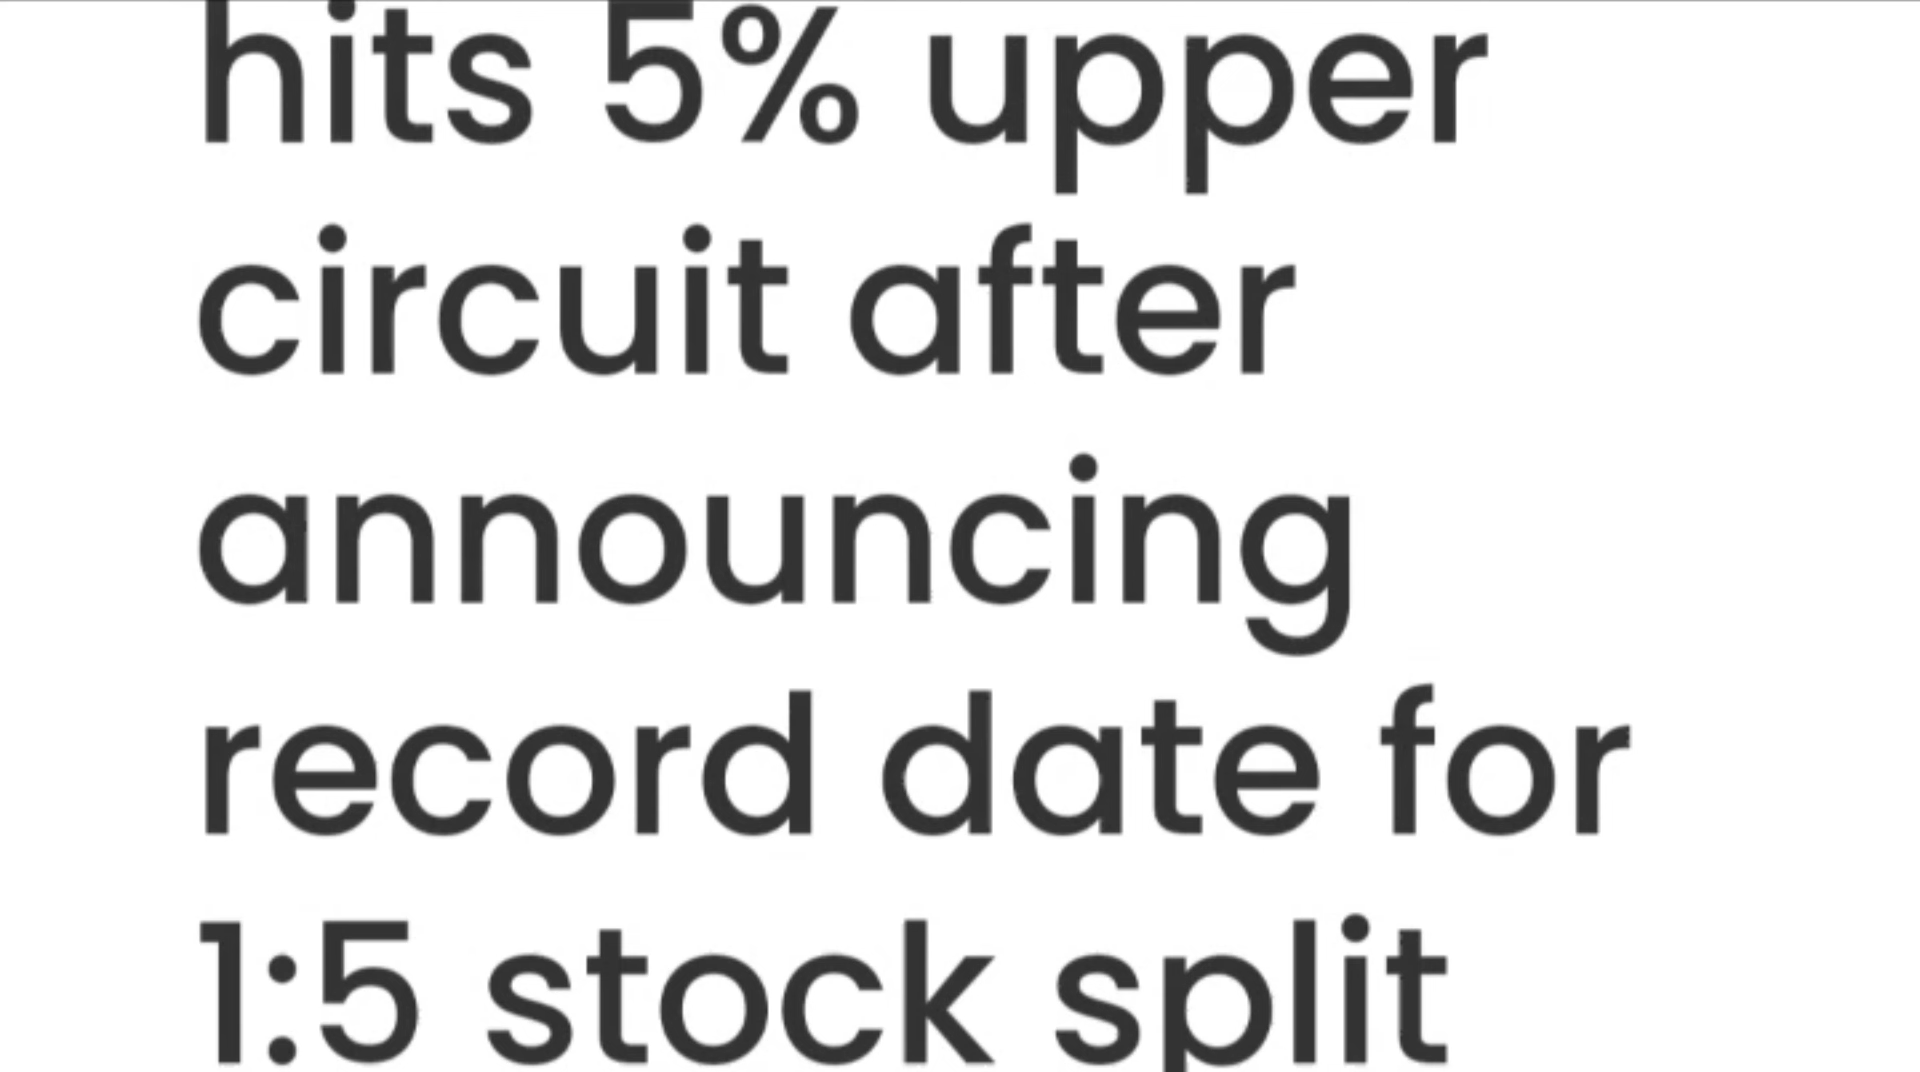 hits 5% upper
circuit after
announcing
record date for
1:5 stock split